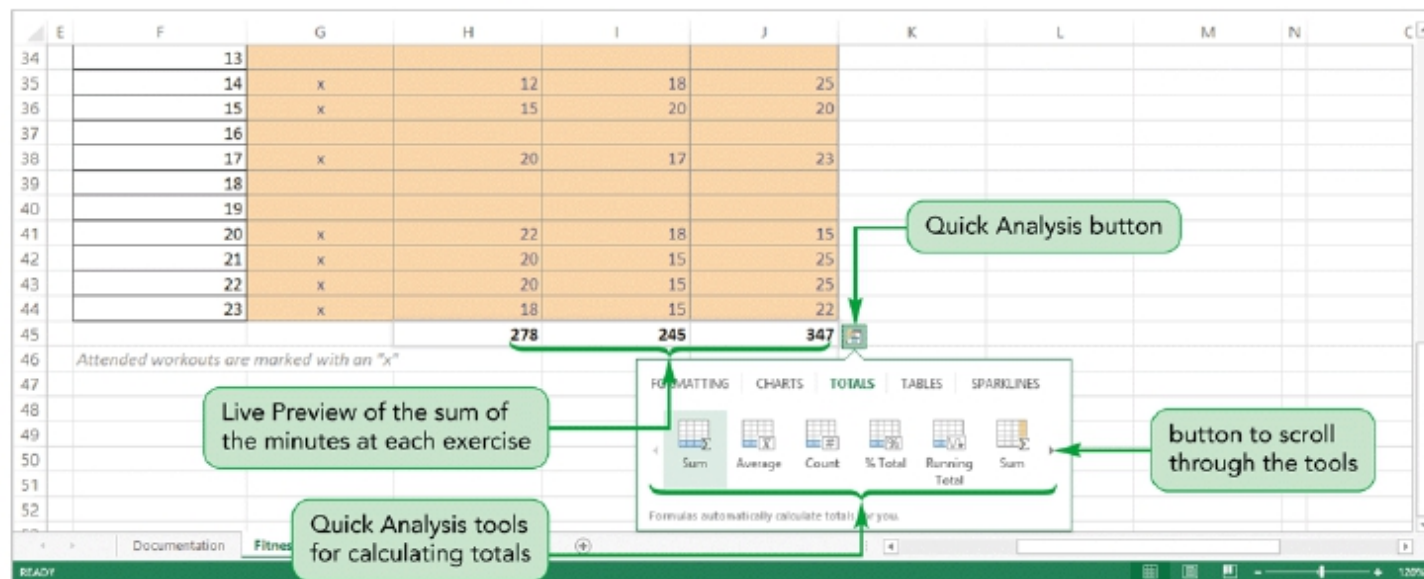 E F G H I J K L M N
34 13
35 14 x 12 18 25
36 15 x 15 20 20
37 16
38 17 x 20 17 23
39 18
40 19
41 20 x 22 18 15
42 21 x 20 15 25
43 22 x 20 15 25
44 23 x 18 15 22
45 278 245 347
46 Attended workouts are marked with an "x"
47
48
49
50
51
52
Quick Analysis button
FORMATTING CHARTS TOTALS TABLES SPARKLINES
Live Preview of the sum of
the minutes at each exercise
Sum Average Count % Total Running Total Sum
button to scroll
through the tools
Formulas automatically calculate totals for you.
Quick Analysis tools
for calculating totals
Documentation
READY 120%